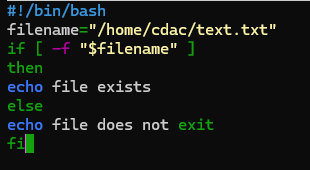 #!/bin/bash
filename="/home/cdac/text.txt"
if [ -f "$filename" ]
then
echo file exists
else
echo file does not exit
fi